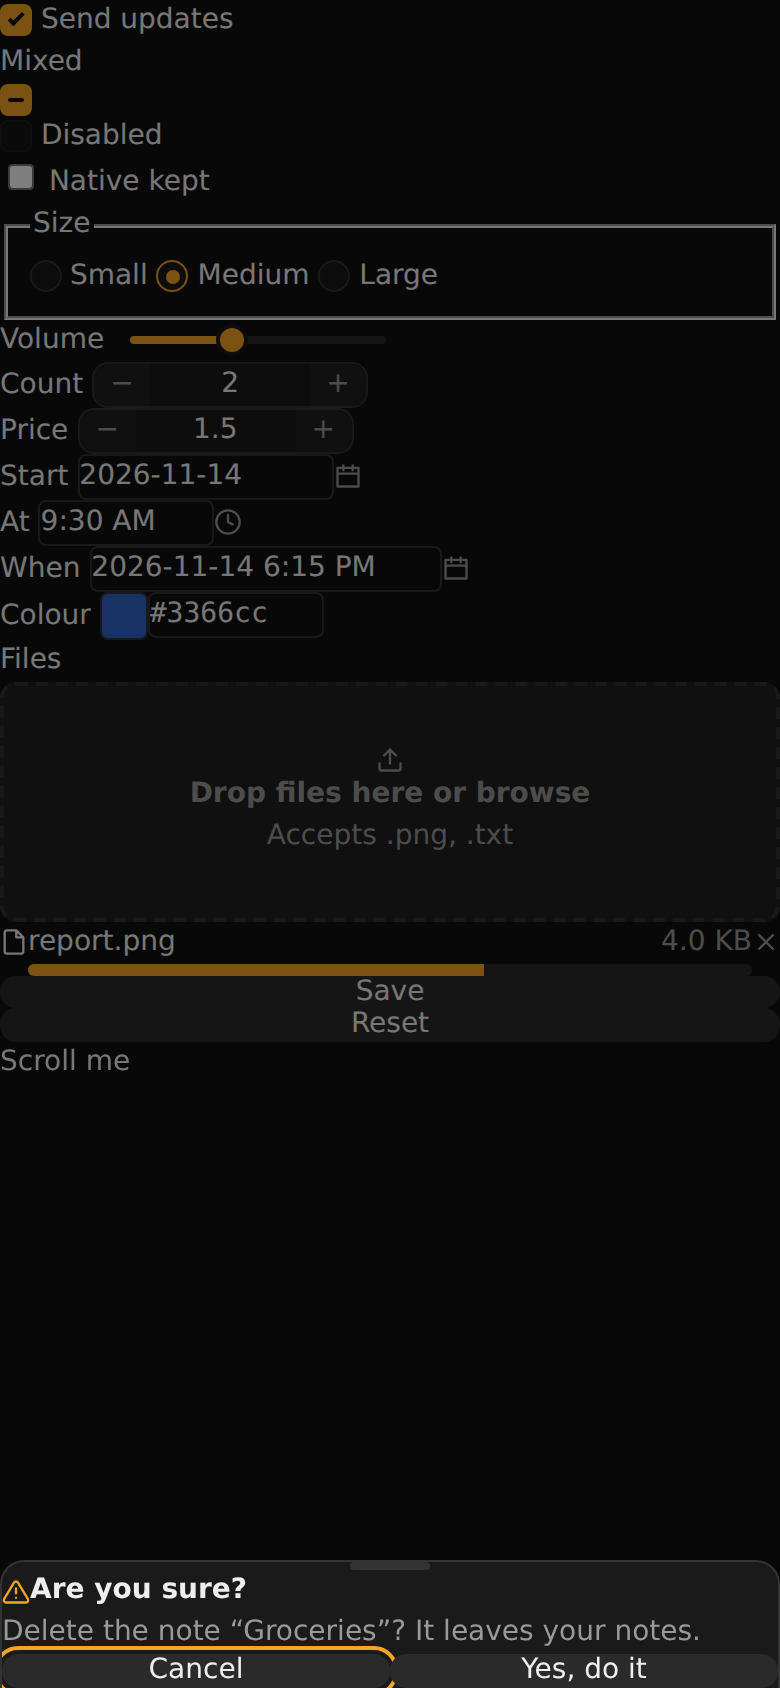 Send updates
Mixed
Disabled
Native kept
Size
Small Medium Large
Volume
Count − 2 +
Price − 1.5 +
Start 2026-11-14
At 9:30 AM
When 2026-11-14 6:15 PM
Colour #3366cc
Files
Drop files here or browse
Accepts .png, .txt
report.png 4.0 KB ×
Save
Reset
Scroll me
Are you sure?
Delete the note “Groceries”? It leaves your notes.
Cancel Yes, do it